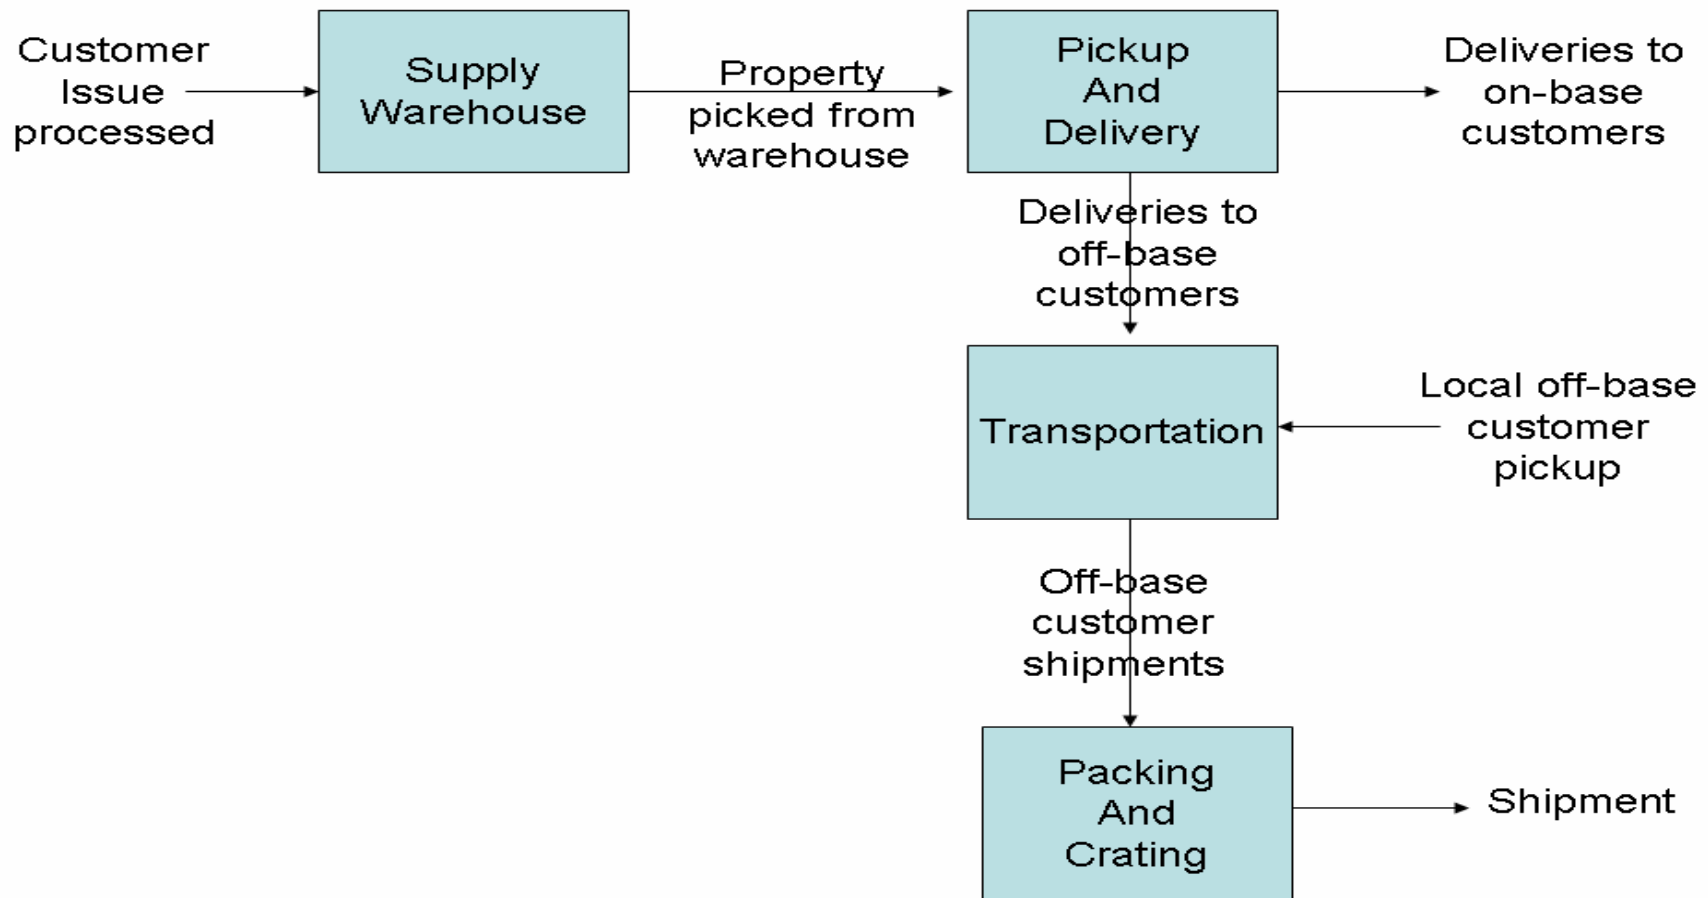 Customer
Issue
processed
Supply
Warehouse
Property
picked from
warehouse
Pickup
And
Delivery
Deliveries to
on-base
customers
Deliveries to
off-base
customers
Transportation
Local off-base
customer
pickup
Off-base
customer
shipments
Packing
And
Crating
Shipment